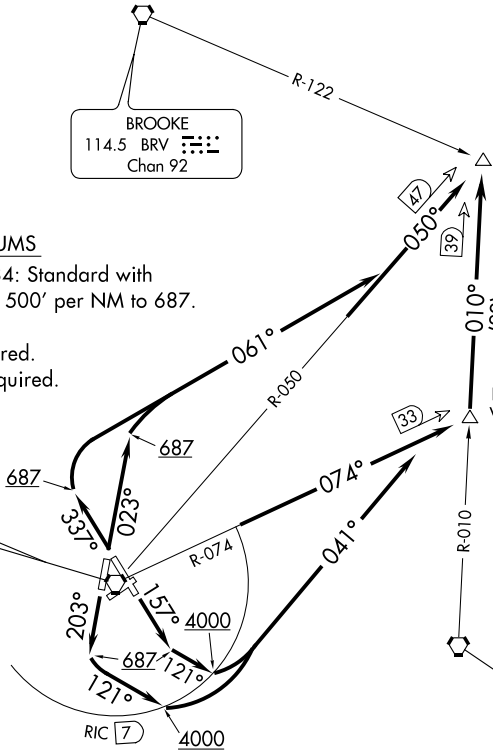 R-122
BROOKE
114.5 BRV
Chan 92
47
050°
39
UMS
4: Standard with
500' per NM to 687.
010°
red.
quired.
061°
R-050
33
687
687
074°
023°
337°
041°
R-010
R-074
157°
203°
4000
687
121°
121°
RIC 7
4000